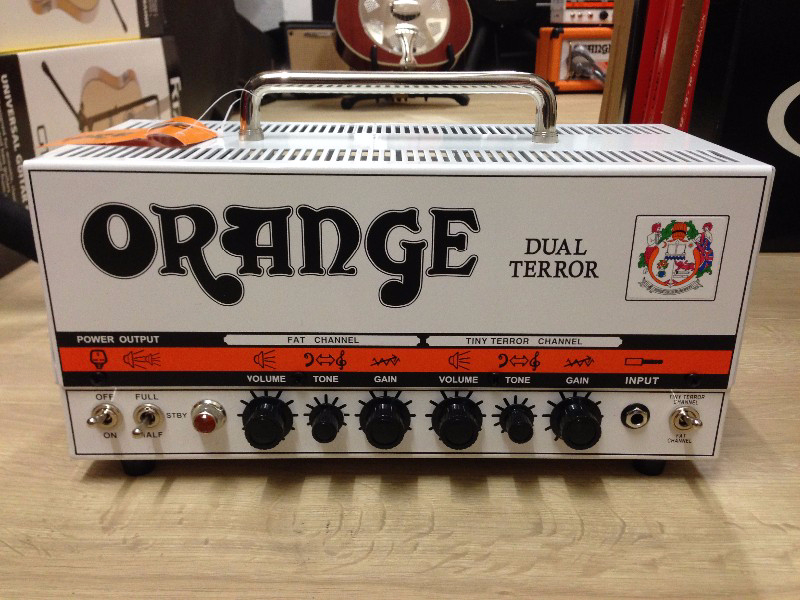 ORANGE
DUAL
TERROR
POWER OUTPUT
FAT CHANNEL
TINY TERROR CHANNEL
VOLUME TONE GAIN VOLUME TONE GAIN INPUT
OFF FULL
STBY
ON HALF
TINY TERROR
CHANNEL
FAT
CHANNEL
UNIVERSAL